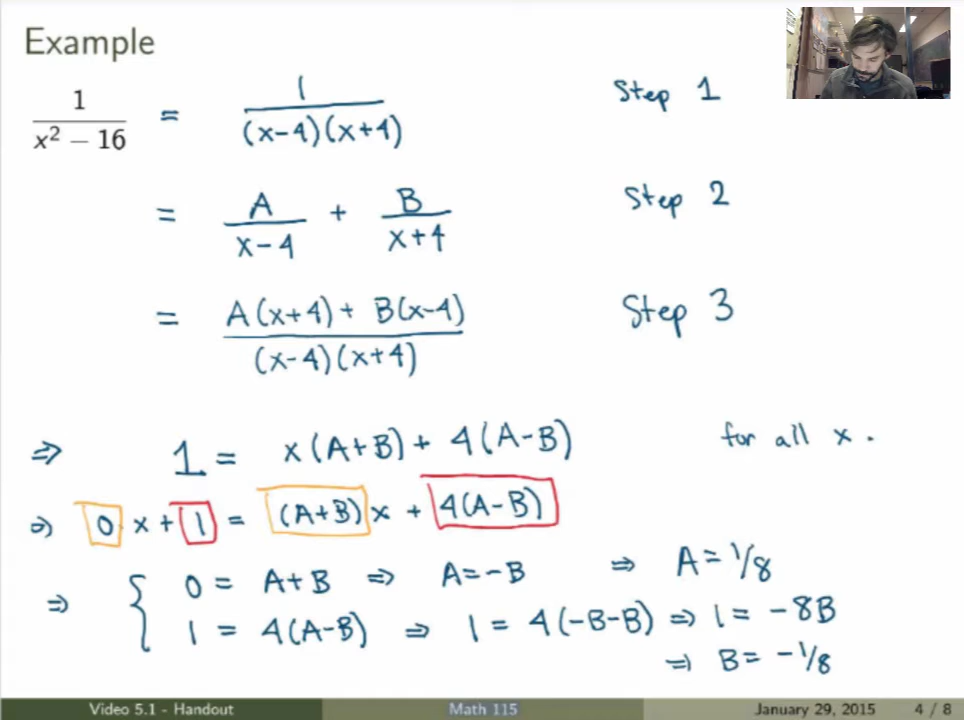 Example
1/(x² − 16) = 1/((x-4)(x+4)) Step 1
= A/(x-4) + B/(x+4) Step 2
= (A(x+4) + B(x-4))/((x-4)(x+4)) Step 3
⇒ 1 = x(A+B) + 4(A-B) for all x.
⇒ 0x + 1 = (A+B)x + 4(A-B)
⇒ { 0 = A+B ⇒ A=-B ⇒ A=1/8
1 = 4(A-B) ⇒ 1 = 4(-B-B) ⇒ 1 = -8B
⇒ B= -1/8
Video 5.1 - Handout Math 115 January 29, 2015 4 / 8